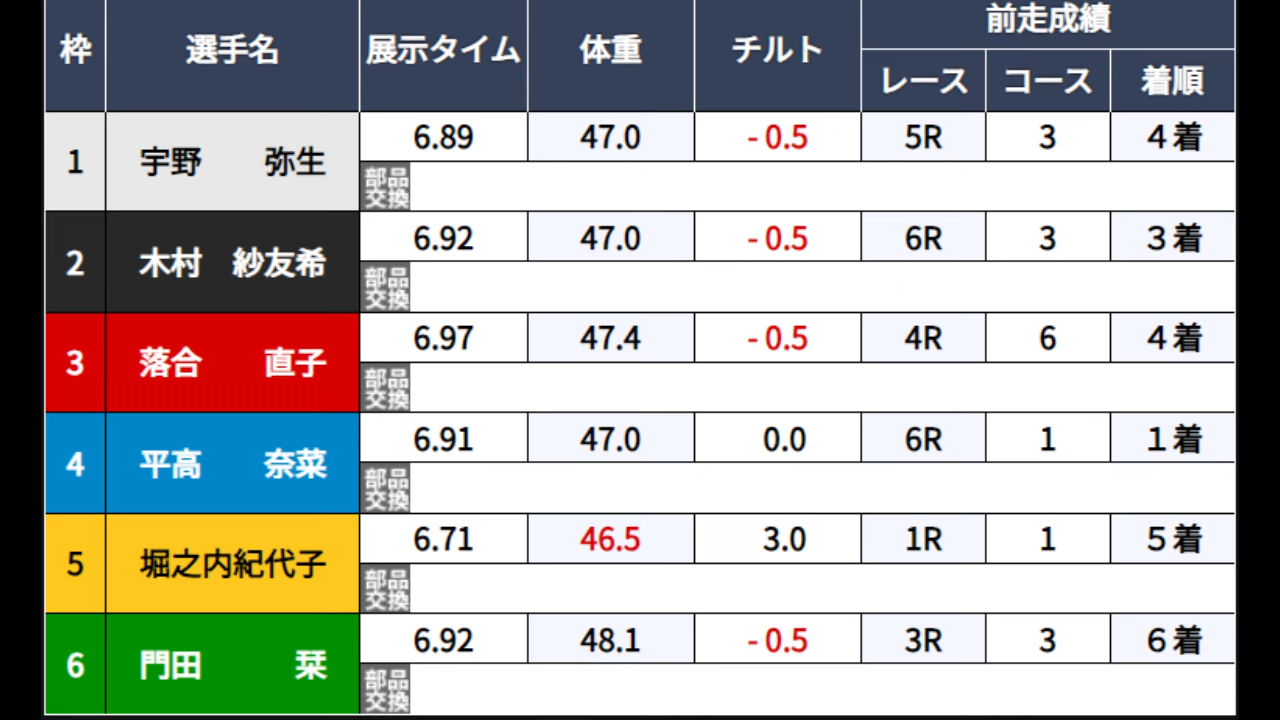 枠 選手名 展示タイム 体重 チルト 前走成績
レース コース 着順
1 宇野 弥生 6.89 47.0 -0.5 5R 3 4着
部品
交換
2 木村 紗友希 6.92 47.0 -0.5 6R 3 3着
部品
交換
3 落合 直子 6.97 47.4 -0.5 4R 6 4着
部品
交換
4 平高 奈菜 6.91 47.0 0.0 6R 1 1着
部品
交換
5 堀之内紀代子 6.71 46.5 3.0 1R 1 5着
部品
交換
6 門田 栞 6.92 48.1 -0.5 3R 3 6着
部品
交換